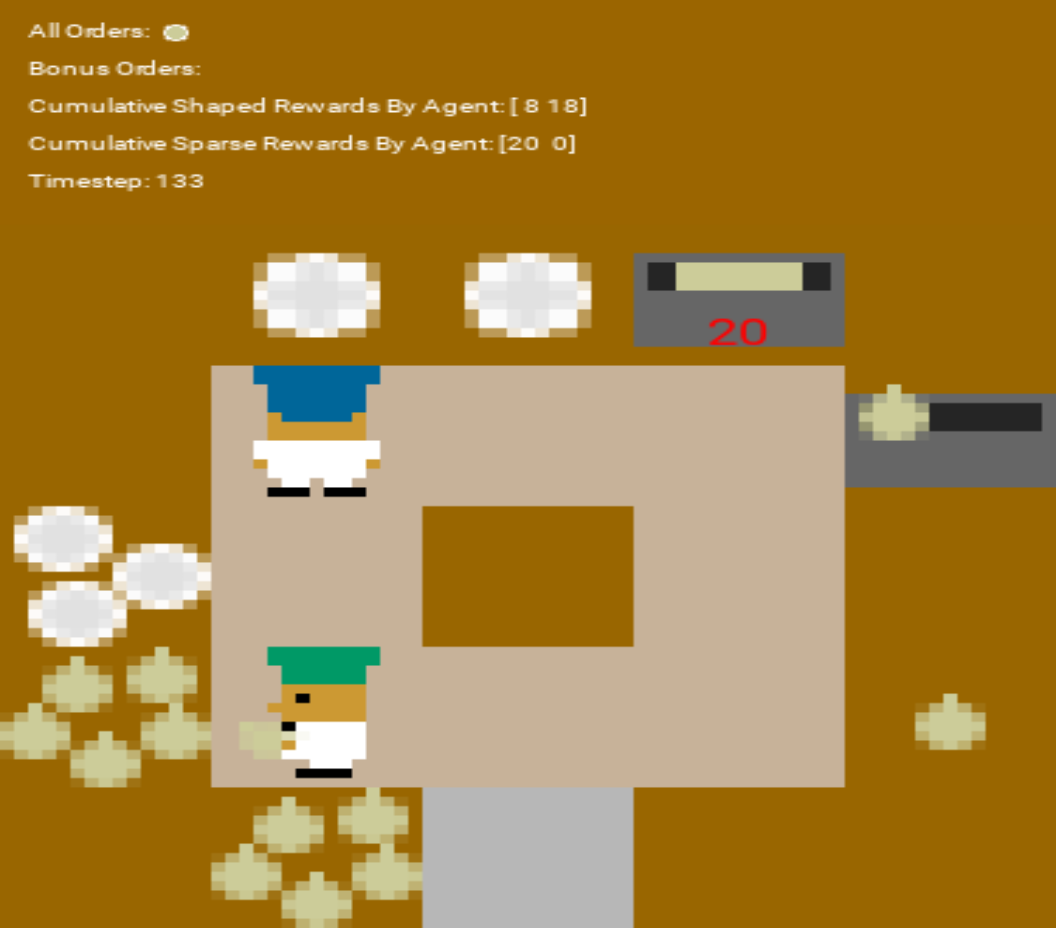 All Orders:
Bonus Orders:
Cumulative Shaped Rewards By Agent: [ 8 18]
Cumulative Sparse Rewards By Agent: [20  0]
Timestep: 133
20